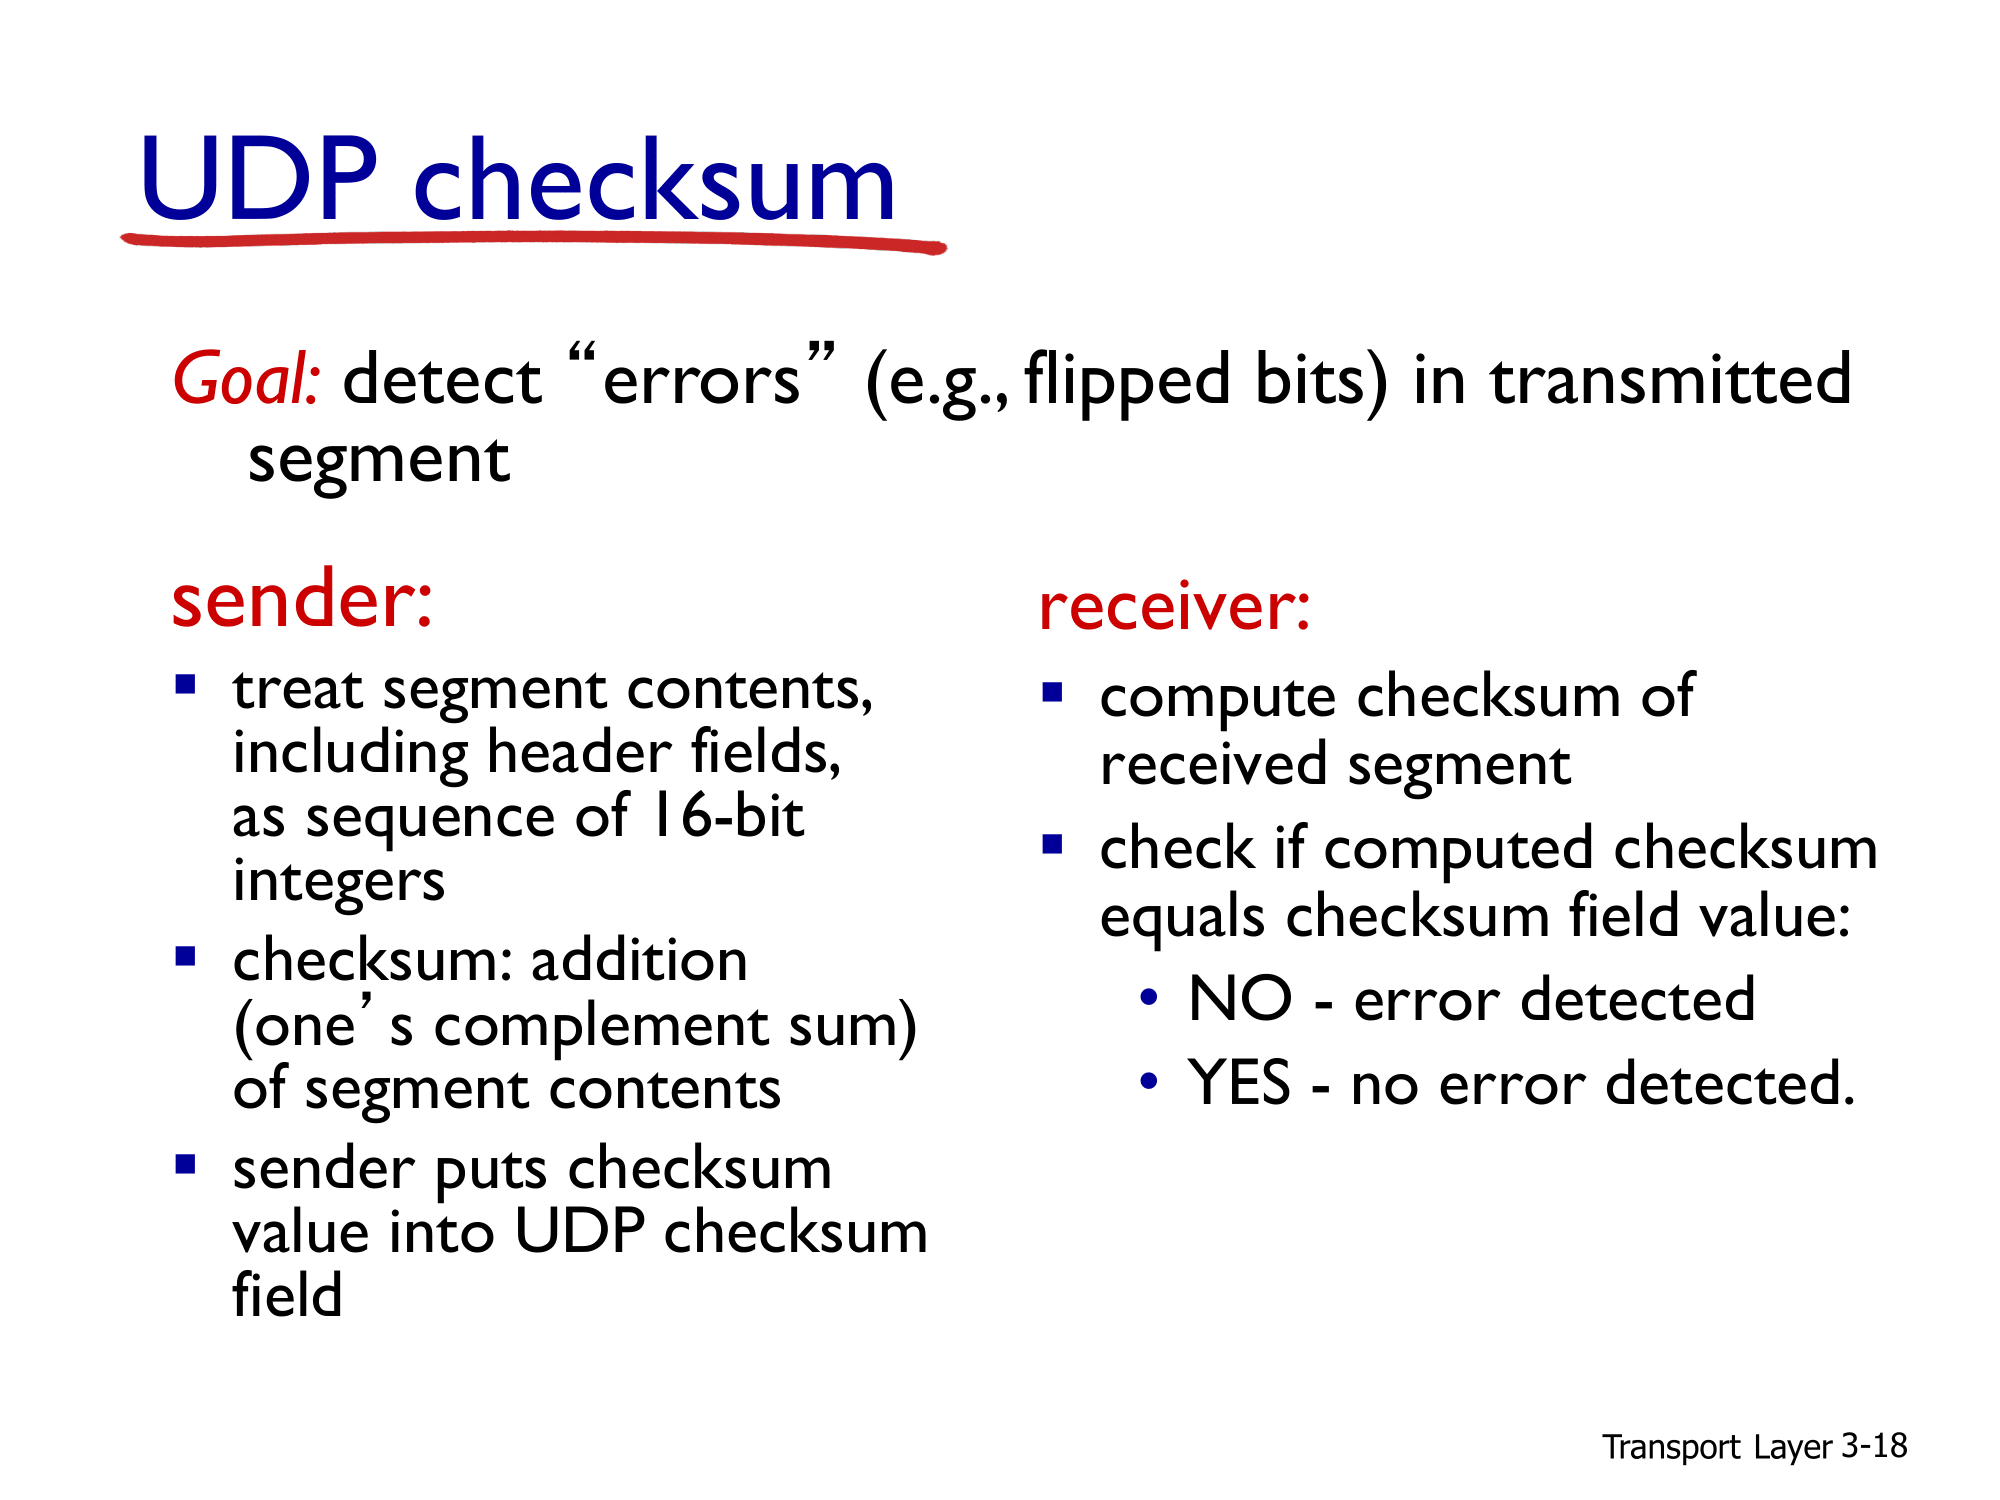 UDP checksum
Goal: detect “errors” (e.g., flipped bits) in transmitted
segment
sender:
▪ treat segment contents,
including header fields,
as sequence of 16-bit
integers
▪ checksum: addition
(one’s complement sum)
of segment contents
▪ sender puts checksum
value into UDP checksum
field
receiver:
▪ compute checksum of
received segment
▪ check if computed checksum
equals checksum field value:
• NO - error detected
• YES - no error detected.
Transport Layer 3-18